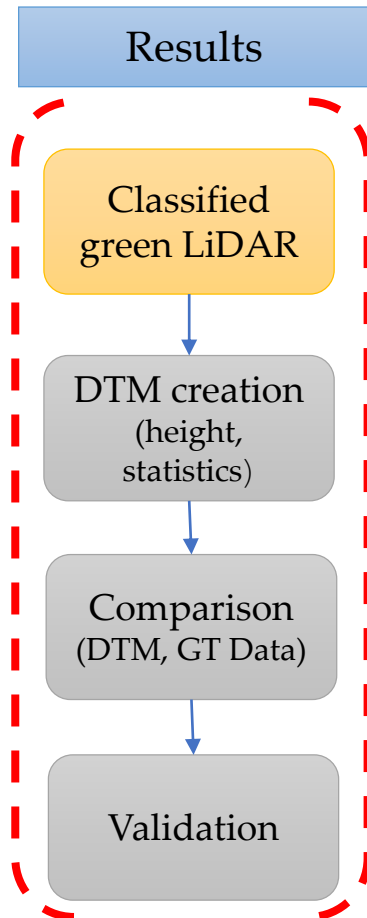 Results
Classified
green LiDAR
DTM creation
(height,
statistics)
Comparison
(DTM, GT Data)
Validation